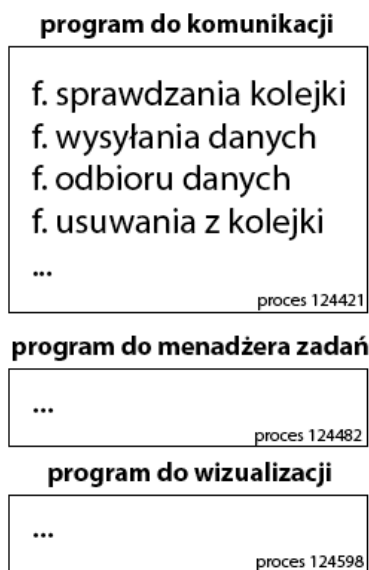 program do komunikacji
f. sprawdzania kolejki
f. wysyłania danych
f. odbioru danych
f. usuwania z kolejki
...
proces 124421
program do menadżera zadań
...
proces 124482
program do wizualizacji
...
proces 124598